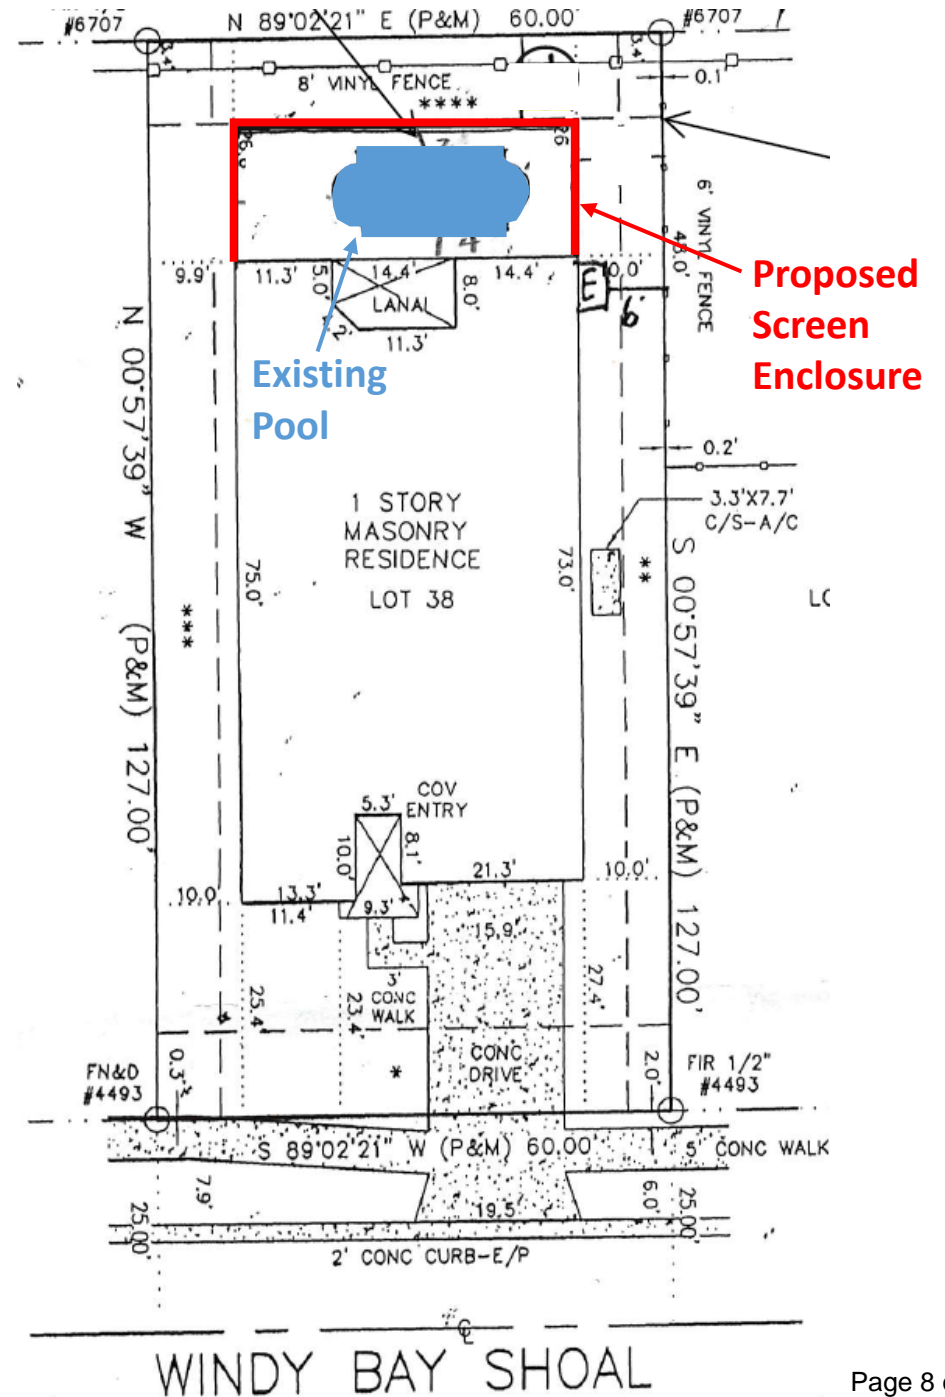 #6707
N 89°02'21" E (P&M) 60.00'
#6707
3.4'
3.4'
0.1'
8' VINYL FENCE
****
26
6' VINYL FENCE
48.0'
9.9'
11.3'
5.0'
14.4'
14.4'
8.0'
10.0'
E
6'
LANAI
11.3'
Proposed
Screen
Enclosure
Existing
Pool
N 00°57'39" W (P&M) 127.00'
0.2'
3.3'X7.7'
C/S-A/C
1 STORY
MASONRY
RESIDENCE
LOT 38
75.0'
73.0'
**
***
S 00°57'39" E (P&M) 127.00'
COV
ENTRY
5.3'
10.0'
8.1'
21.3'
10.0'
10.0
13.3'
11.4'
9.3'
15.9'
3'
CONC
WALK
25.4'
23.4'
27.4'
CONC
DRIVE
*
FN&D
#4493
0.3'
2.0'
FIR 1/2"
#4493
S 89°02'21" W (P&M) 60.00'
5' CONC WALK
7.9'
19.5'
6.0'
25.00'
25.00'
2' CONC CURB-E/P
WINDY BAY SHOAL
Page 8